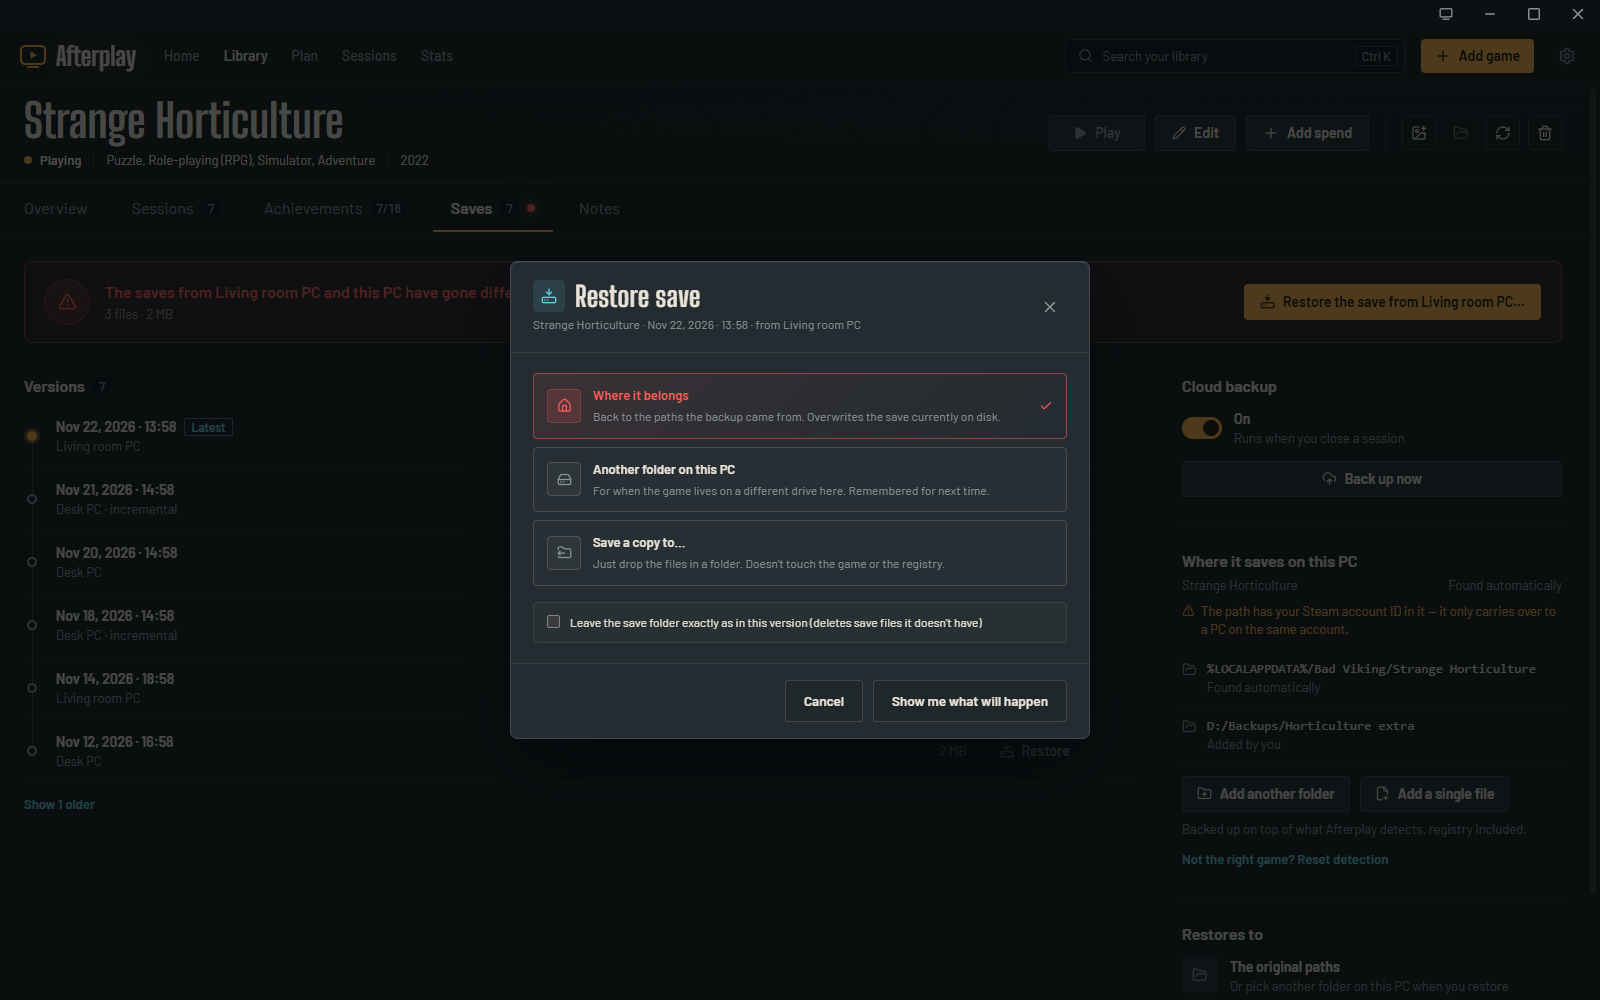 Afterplay
Home
Library
Plan
Sessions
Stats
Search your library
Ctrl K
Add game
Strange Horticulture
Playing
Puzzle, Role-playing (RPG), Simulator, Adventure
2022
Play
Edit
Add spend
Overview
Sessions 7
Achievements 7/18
Saves 7
Notes
The saves from Living room PC and this PC have gone diffe
3 files · 2 MB
Restore the save from Living room PC...
Versions 7
Nov 22, 2026 · 13:58 Latest
Living room PC
Nov 21, 2026 · 14:58
Desk PC · incremental
Nov 20, 2026 · 14:58
Desk PC
Nov 18, 2026 · 14:58
Desk PC · incremental
Nov 14, 2026 · 18:58
Living room PC
Nov 12, 2026 · 16:58
Desk PC
2 MB
Restore
Show 1 older
Restore save
Strange Horticulture · Nov 22, 2026 · 13:58 · from Living room PC
Where it belongs
Back to the paths the backup came from. Overwrites the save currently on disk.
Another folder on this PC
For when the game lives on a different drive here. Remembered for next time.
Save a copy to...
Just drop the files in a folder. Doesn't touch the game or the registry.
Leave the save folder exactly as in this version (deletes save files it doesn't have)
Cancel
Show me what will happen
Cloud backup
On
Runs when you close a session
Back up now
Where it saves on this PC
Strange Horticulture
Found automatically
The path has your Steam account ID in it — it only carries over to
a PC on the same account.
%LOCALAPPDATA%/Bad Viking/Strange Horticulture
Found automatically
D:/Backups/Horticulture extra
Added by you
Add another folder
Add a single file
Backed up on top of what Afterplay detects, registry included.
Not the right game? Reset detection
Restores to
The original paths
Or pick another folder on this PC when you restore